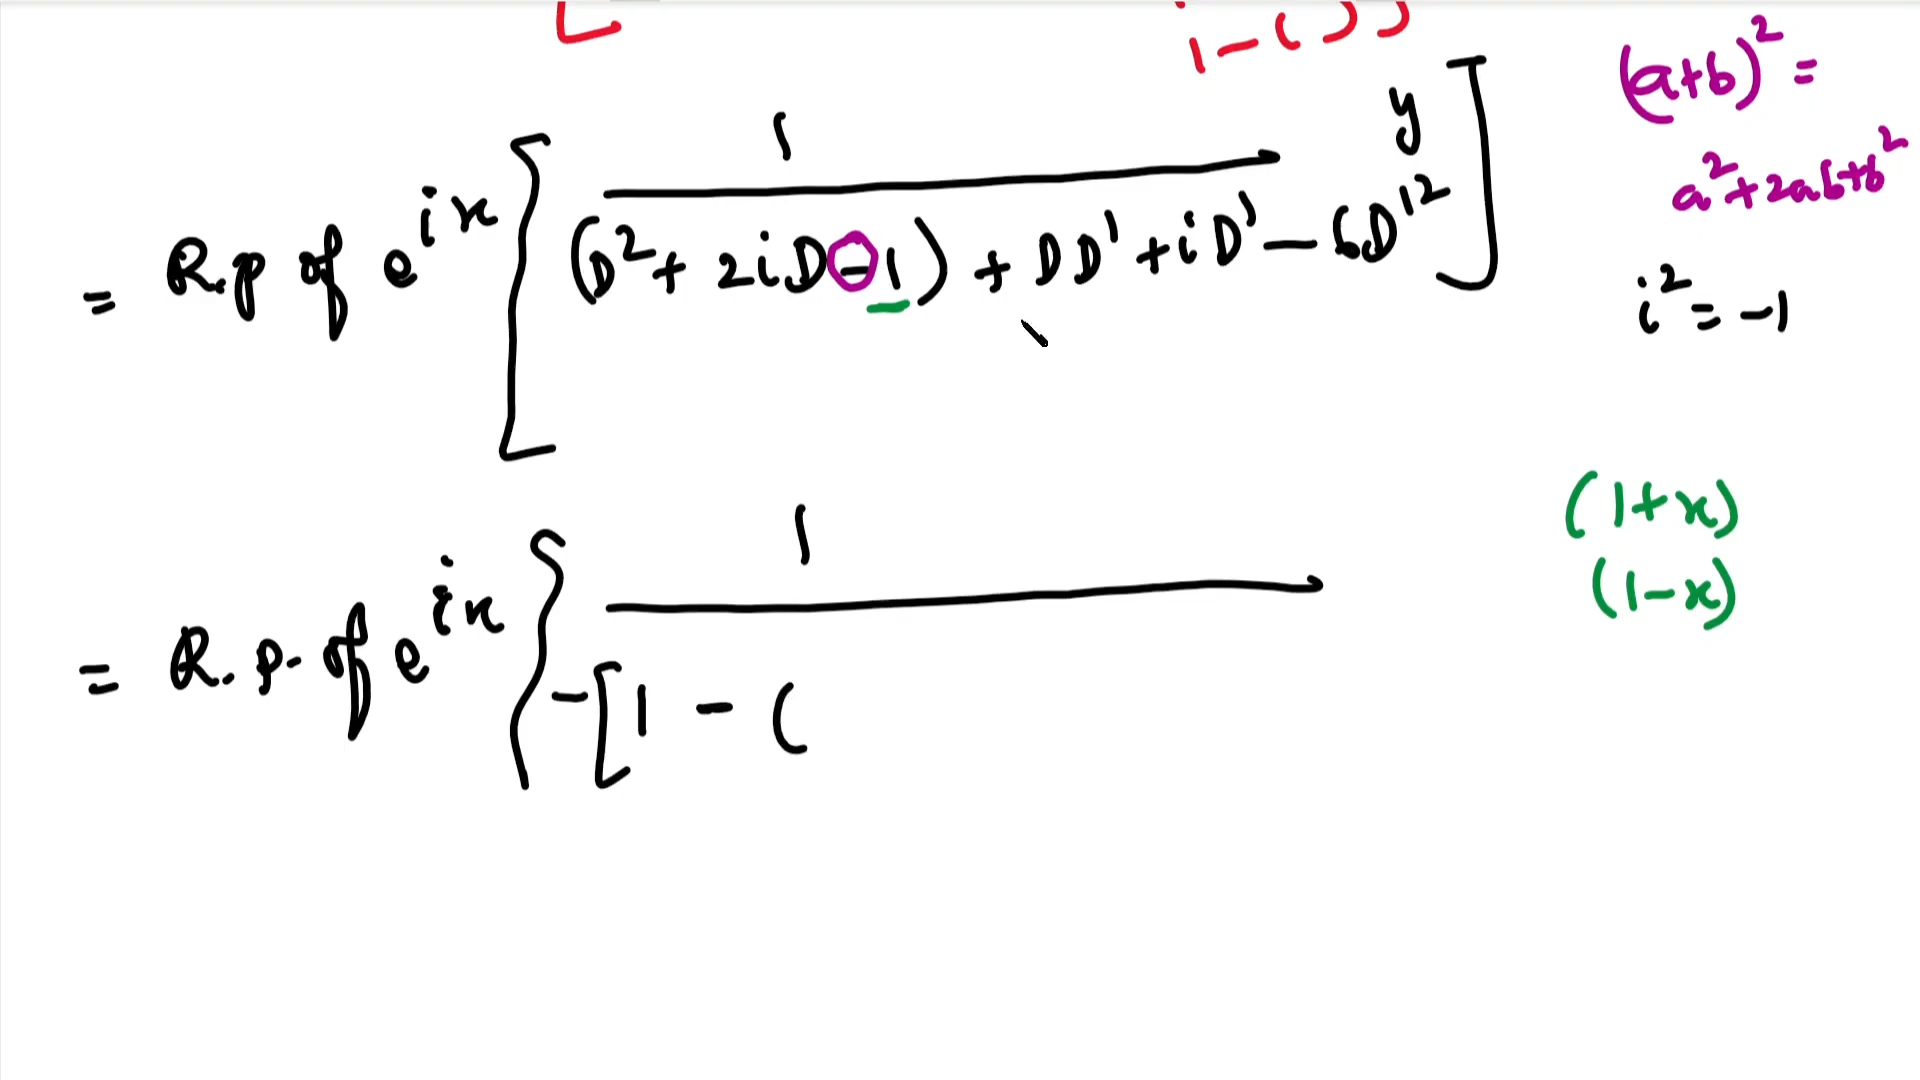 (a+b)² =
a²+2ab+b²
= R.p of e^{ix} [ 1 / (D²+ 2iD-1) + DD' + iD' - 6D'² y ]
i² = -1
(1+x)
(1-x)
= R.p. of e^{ix} { 1 / -[1 - (